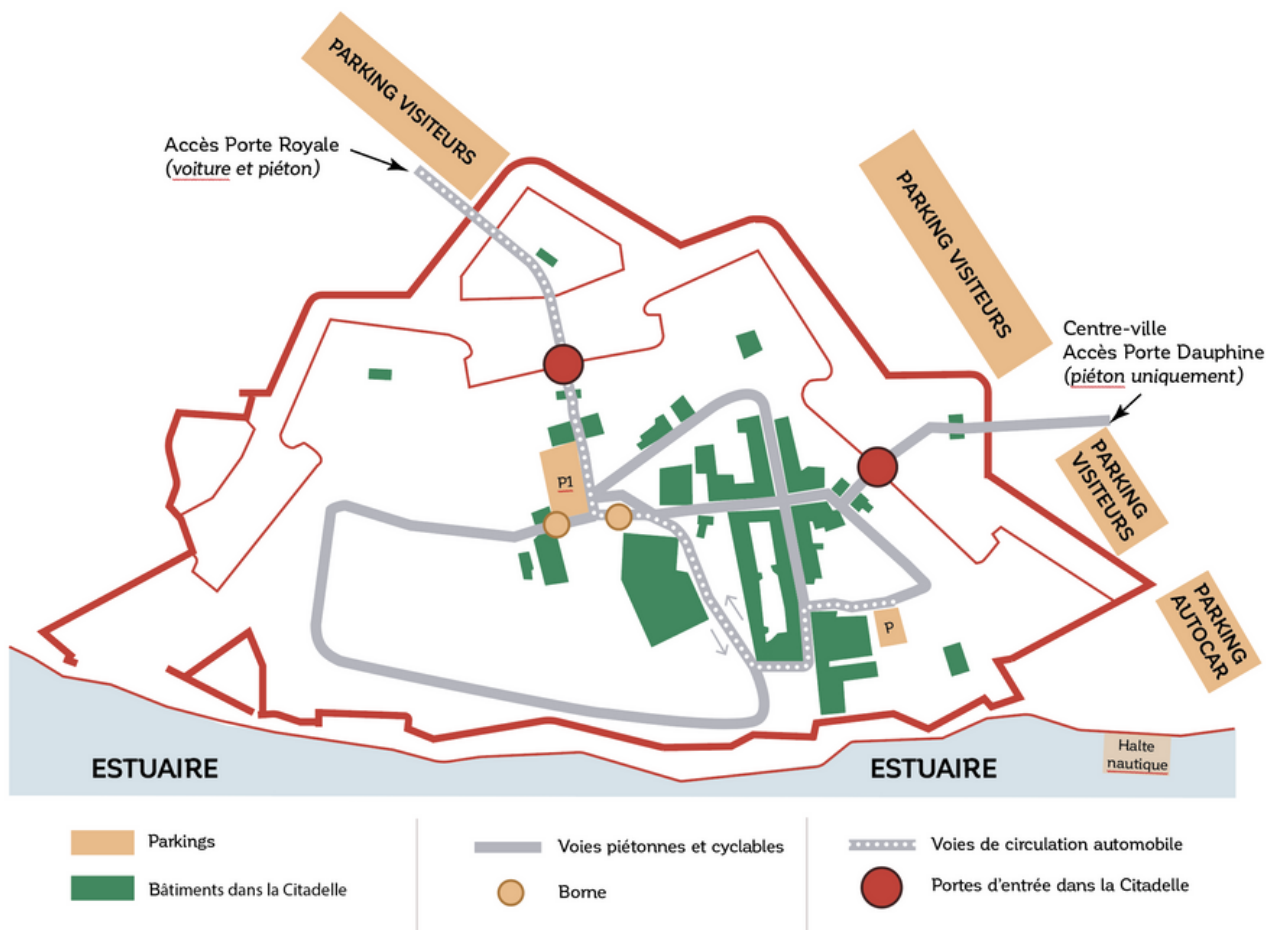 PARKING VISITEURS
Accès Porte Royale
(voiture et piéton)
PARKING VISITEURS
Centre-ville
Accès Porte Dauphine
(piéton uniquement)
PARKING
VISITEURS
P1
PARKING
AUTOCAR
P
ESTUAIRE
ESTUAIRE
Halte
nautique
Parkings
Bâtiments dans la Citadelle
Voies piétonnes et cyclables
Borne
Voies de circulation automobile
Portes d'entrée dans la Citadelle